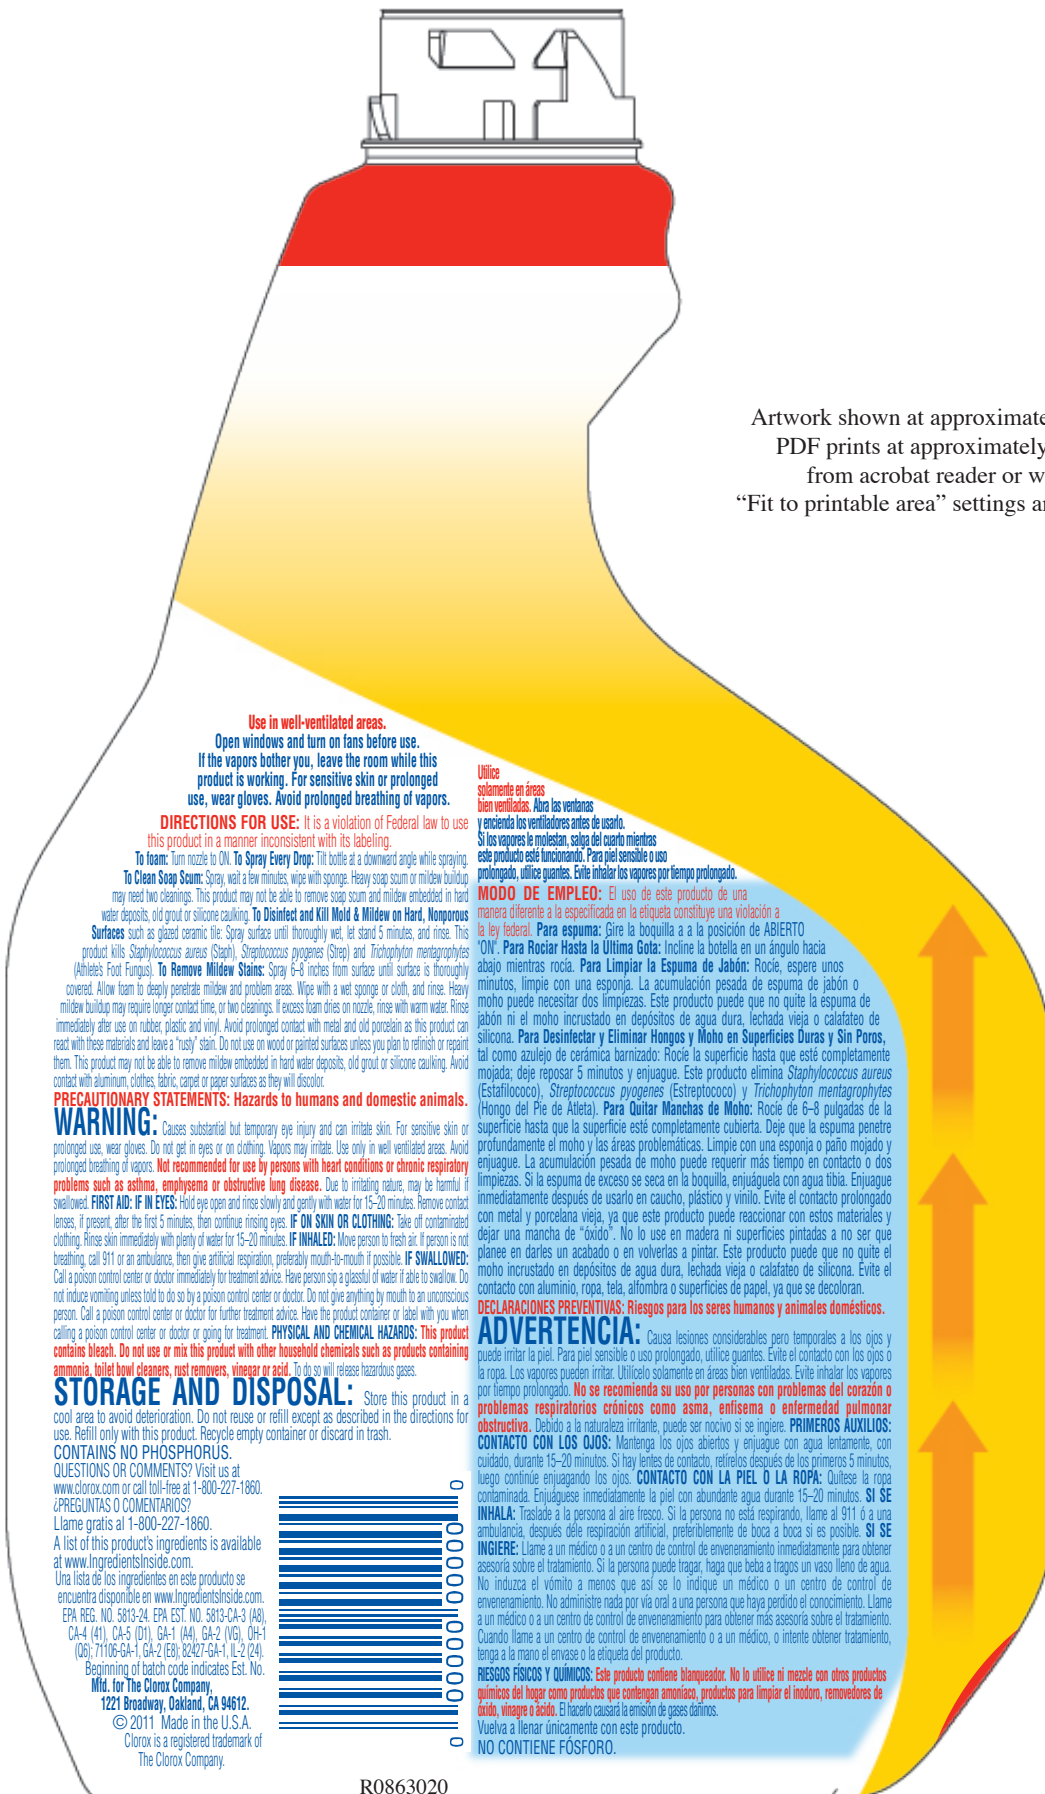 Artwork shown at approximate
PDF prints at approximately
from acrobat reader or w
“Fit to printable area” settings ar
Use in well-ventilated areas.
Open windows and turn on fans before use.
If the vapors bother you, leave the room while this
product is working. For sensitive skin or prolonged
use, wear gloves. Avoid prolonged breathing of vapors.
DIRECTIONS FOR USE: It is a violation of Federal law to use
this product in a manner inconsistent with its labeling.
To foam: Turn nozzle to ON. To Spray Every Drop: Tilt bottle at a downward angle while spraying.
To Clean Soap Scum: Spray, wait a few minutes, wipe with sponge. Heavy soap scum or mildew buildup
may need two cleanings. This product may not be able to remove soap scum and mildew embedded in hard
water deposits, old grout or silicone caulking. To Disinfect and Kill Mold & Mildew on Hard, Nonporous
Surfaces such as glazed ceramic tile: Spray surface until thoroughly wet, let stand 5 minutes, and rinse. This
product kills Staphylococcus aureus (Staph), Streptococcus pyogenes (Strep) and Trichophyton mentagrophytes
(Athlete's Foot Fungus). To Remove Mildew Stains: Spray 6–8 inches from surface until surface is thoroughly
covered. Allow foam to deeply penetrate mildew and problem areas. Wipe with a wet sponge or cloth, and rinse. Heavy
mildew buildup may require longer contact time, or two cleanings. If excess foam dries on nozzle, rinse with warm water. Rinse
immediately after use on rubber, plastic and vinyl. Avoid prolonged contact with metal and old porcelain as this product can
react with these materials and leave a "rusty" stain. Do not use on wood or painted surfaces unless you plan to refinish or repaint
them. This product may not be able to remove mildew embedded in hard water deposits, old grout or silicone caulking. Avoid
contact with aluminum, clothes, fabric, carpet or paper surfaces as they will discolor.
PRECAUTIONARY STATEMENTS: Hazards to humans and domestic animals.
WARNING: Causes substantial but temporary eye injury and can irritate skin. For sensitive skin or
prolonged use, wear gloves. Do not get in eyes or on clothing. Vapors may irritate. Use only in well ventilated areas. Avoid
prolonged breathing of vapors. Not recommended for use by persons with heart conditions or chronic respiratory
problems such as asthma, emphysema or obstructive lung disease. Due to irritating nature, may be harmful if
swallowed. FIRST AID: IF IN EYES: Hold eye open and rinse slowly and gently with water for 15–20 minutes. Remove contact
lenses, if present, after the first 5 minutes, then continue rinsing eyes. IF ON SKIN OR CLOTHING: Take off contaminated
clothing. Rinse skin immediately with plenty of water for 15–20 minutes. IF INHALED: Move person to fresh air. If person is not
breathing, call 911 or an ambulance, then give artificial respiration, preferably mouth-to-mouth if possible. IF SWALLOWED:
Call a poison control center or doctor immediately for treatment advice. Have person sip a glassful of water if able to swallow. Do
not induce vomiting unless told to do so by a poison control center or doctor. Do not give anything by mouth to an unconscious
person. Call a poison control center or doctor for further treatment advice. Have the product container or label with you when
calling a poison control center or doctor or going for treatment. PHYSICAL AND CHEMICAL HAZARDS: This product
contains bleach. Do not use or mix this product with other household chemicals such as products containing
ammonia, toilet bowl cleaners, rust removers, vinegar or acid. To do so will release hazardous gases.
STORAGE AND DISPOSAL: Store this product in a
cool area to avoid deterioration. Do not reuse or refill except as described in the directions for
use. Refill only with this product. Recycle empty container or discard in trash.
CONTAINS NO PHOSPHORUS.
QUESTIONS OR COMMENTS? Visit us at
www.clorox.com or call toll-free at 1-800-227-1860.
¿PREGUNTAS O COMENTARIOS?
Llame gratis al 1-800-227-1860.
A list of this product's ingredients is available
at www.IngredientsInside.com.
Una lista de los ingredientes en este producto se
encuentra disponible en www.IngredientsInside.com.
EPA REG. NO. 5813-24. EPA EST. NO. 5813-CA-3 (A8),
CA-4 (41), CA-5 (D1), GA-1 (A4), GA-2 (VG), OH-1
(Q6); 71106-GA-1, GA-2 (E8); 82427-GA-1, IL-2 (24).
Beginning of batch code indicates Est. No.
Mfd. for The Clorox Company,
1221 Broadway, Oakland, CA 94612.
© 2011 Made in the U.S.A.
Clorox is a registered trademark of
The Clorox Company.
0 00000 00000 0
Utilice
solamente en áreas
bien ventiladas. Abra las ventanas
y encienda los ventiladores antes de usarlo.
Si los vapores le molestan, salga del cuarto mientras
este producto esté funcionando. Para piel sensible o uso
prolongado, utilice guantes. Evite inhalar los vapores por tiempo prolongado.
MODO DE EMPLEO: El uso de este producto de una
manera diferente a la especificada en la etiqueta constituye una violación a
la ley federal. Para espuma: Gire la boquilla a a la posición de ABIERTO
"ON". Para Rociar Hasta la Ultima Gota: Incline la botella en un ángulo hacia
abajo mientras rocía. Para Limpiar la Espuma de Jabón: Rocíe, espere unos
minutos, limpie con una esponja. La acumulación pesada de espuma de jabón o
moho puede necesitar dos limpiezas. Este producto puede que no quite la espuma de
jabón ni el moho incrustado en depósitos de agua dura, lechada vieja o calafateo de
silicona. Para Desinfectar y Eliminar Hongos y Moho en Superficies Duras y Sin Poros,
tal como azulejo de cerámica barnizado: Rocíe la superficie hasta que esté completamente
mojada; deje reposar 5 minutos y enjuague. Este producto elimina Staphylococcus aureus
(Estafilococo), Streptococcus pyogenes (Estreptococo) y Trichophyton mentagrophytes
(Hongo del Pie de Atleta). Para Quitar Manchas de Moho: Rocíe de 6–8 pulgadas de la
superficie hasta que la superficie esté completamente cubierta. Deje que la espuma penetre
profundamente el moho y las áreas problemáticas. Limpie con una esponja o paño mojado y
enjuague. La acumulación pesada de moho puede requerir más tiempo en contacto o dos
limpiezas. Si la espuma de exceso se seca en la boquilla, enjuáguela con agua tibia. Enjuague
inmediatamente después de usarlo en caucho, plástico y vinilo. Evite el contacto prolongado
con metal y porcelana vieja, ya que este producto puede reaccionar con estos materiales y
dejar una mancha de “óxido”. No lo use en madera ni superficies pintadas a no ser que
planee en darles un acabado o en volverlas a pintar. Este producto puede que no quite el
moho incrustado en depósitos de agua dura, lechada vieja o calafateo de silicona. Evite el
contacto con aluminio, ropa, tela, alfombra o superficies de papel, ya que se decoloran.
DECLARACIONES PREVENTIVAS: Riesgos para los seres humanos y animales domésticos.
ADVERTENCIA: Causa lesiones considerables pero temporales a los ojos y
puede irritar la piel. Para piel sensible o uso prolongado, utilice guantes. Evite el contacto con los ojos o
la ropa. Los vapores pueden irritar. Utilícelo solamente en áreas bien ventiladas. Evite inhalar los vapores
por tiempo prolongado. No se recomienda su uso por personas con problemas del corazón o
problemas respiratorios crónicos como asma, enfisema o enfermedad pulmonar
obstructiva. Debido a la naturaleza irritante, puede ser nocivo si se ingiere. PRIMEROS AUXILIOS:
CONTACTO CON LOS OJOS: Mantenga los ojos abiertos y enjuague con agua lentamente, con
cuidado, durante 15–20 minutos. Si hay lentes de contacto, retírelos después de los primeros 5 minutos,
luego continúe enjuagando los ojos. CONTACTO CON LA PIEL O LA ROPA: Quítese la ropa
contaminada. Enjuáguese inmediatamente la piel con abundante agua durante 15–20 minutos. SI SE
INHALA: Traslade a la persona al aire fresco. Si la persona no está respirando, llame al 911 ó a una
ambulancia, después déle respiración artificial, preferiblemente de boca a boca si es posible. SI SE
INGIERE: Llame a un médico o a un centro de control de envenenamiento inmediatamente para obtener
asesoría sobre el tratamiento. Si la persona puede tragar, haga que beba a tragos un vaso lleno de agua.
No induzca el vómito a menos que así se lo indique un médico o un centro de control de
envenenamiento. No administre nada por vía oral a una persona que haya perdido el conocimiento. Llame
a un médico o a un centro de control de envenenamiento para obtener más asesoría sobre el tratamiento.
Cuando llame a un centro de control de envenenamiento o a un médico, o intente obtener tratamiento,
tenga a la mano el envase o la etiqueta del producto.
RIESGOS FÍSICOS Y QUÍMICOS: Este producto contiene blanqueador. No lo utilice ni mezcle con otros productos
químicos del hogar como productos que contengan amoníaco, productos para limpiar el inodoro, removedores de
óxido, vinagre o ácido. El hacerlo causará la emisión de gases dañinos.
Vuelva a llenar únicamente con este producto.
NO CONTIENE FÓSFORO.
R0863020